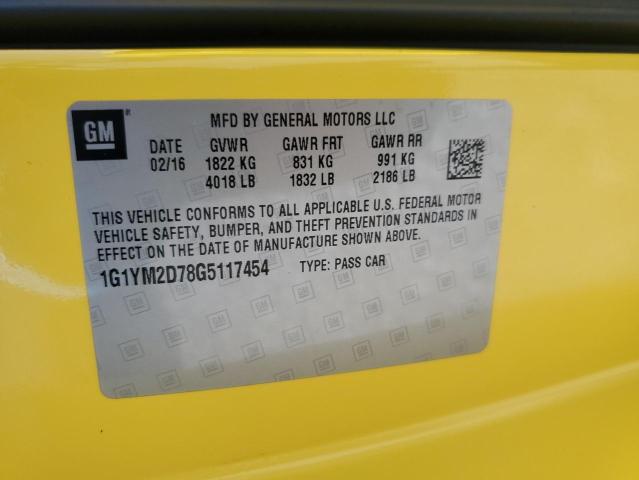 GM ®
MFD BY GENERAL MOTORS LLC
DATE GVWR GAWR FRT GAWR RR
02/16 1822 KG 831 KG 991 KG
4018 LB 1832 LB 2186 LB
THIS VEHICLE CONFORMS TO ALL APPLICABLE U.S. FEDERAL MOTOR
VEHICLE SAFETY, BUMPER, AND THEFT PREVENTION STANDARDS IN
EFFECT ON THE DATE OF MANUFACTURE SHOWN ABOVE.
1G1YM2D78G5117454 TYPE: PASS CAR